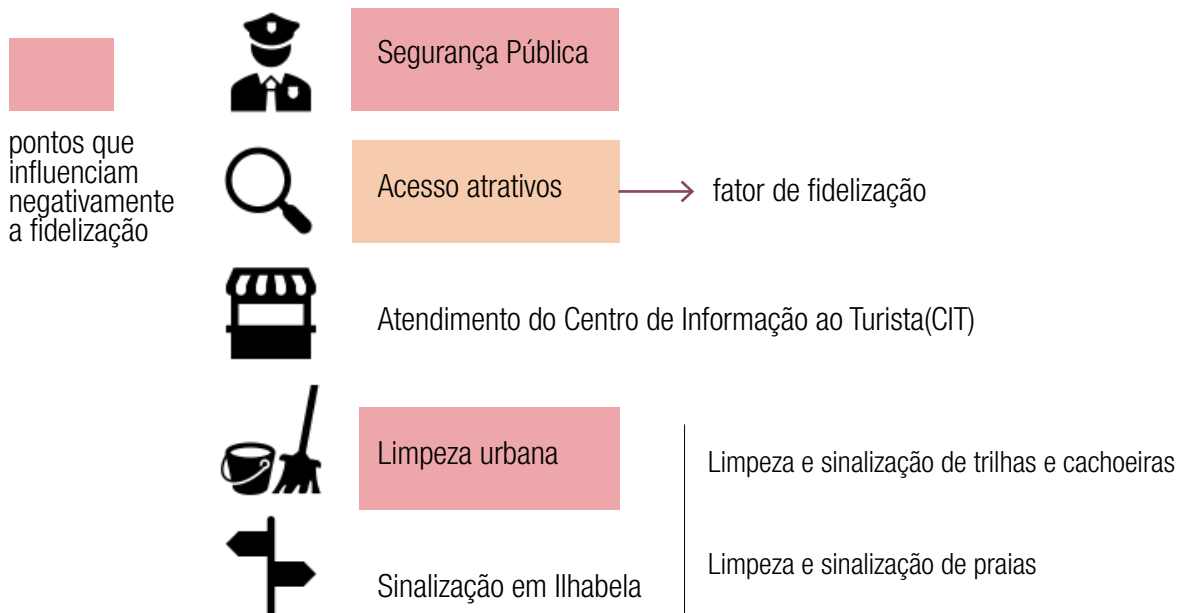 Segurança Pública
pontos que
influenciam
negativamente
a fidelização
Acesso atrativos
fator de fidelização
Atendimento do Centro de Informação ao Turista(CIT)
Limpeza urbana
Limpeza e sinalização de trilhas e cachoeiras
Sinalização em Ilhabela
Limpeza e sinalização de praias